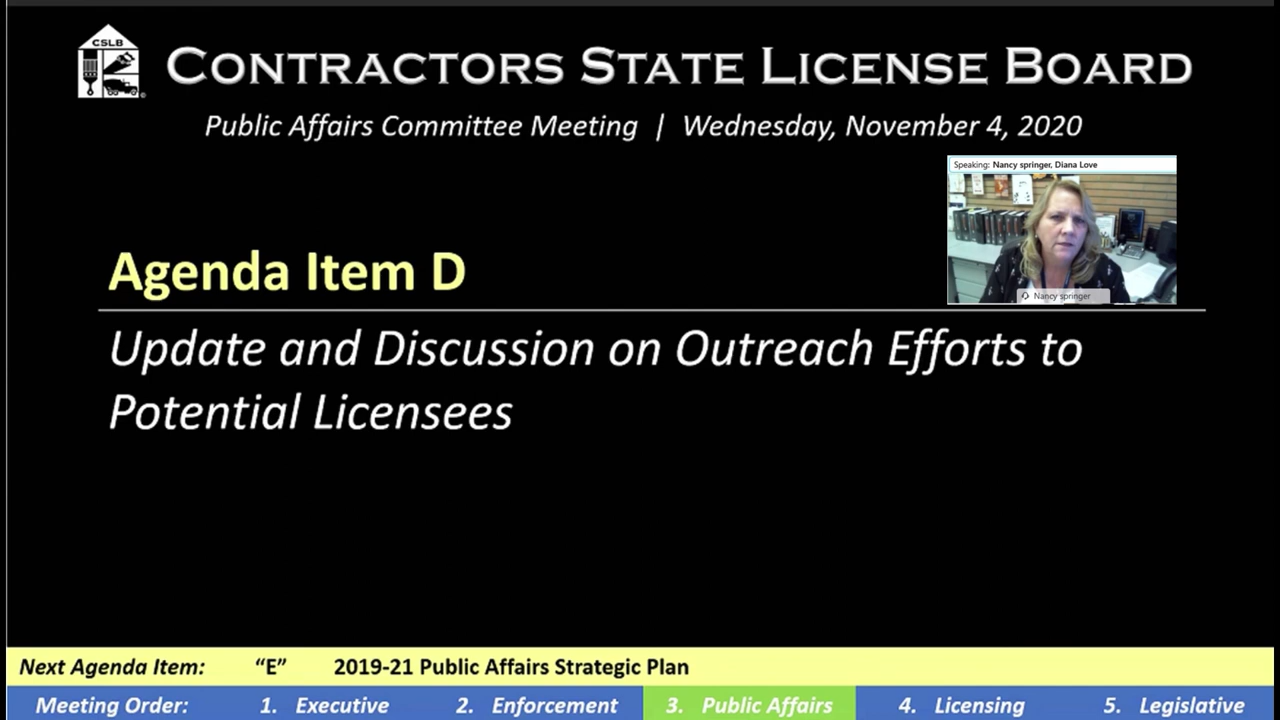 CSLB
CONTRACTORS STATE LICENSE BOARD
Public Affairs Committee Meeting | Wednesday, November 4, 2020
Speaking: Nancy springer, Diana Love
Nancy springer
Agenda Item D
Update and Discussion on Outreach Efforts to
Potential Licensees
Next Agenda Item: “E” 2019-21 Public Affairs Strategic Plan
Meeting Order: 1. Executive 2. Enforcement 3. Public Affairs 4. Licensing 5. Legislative